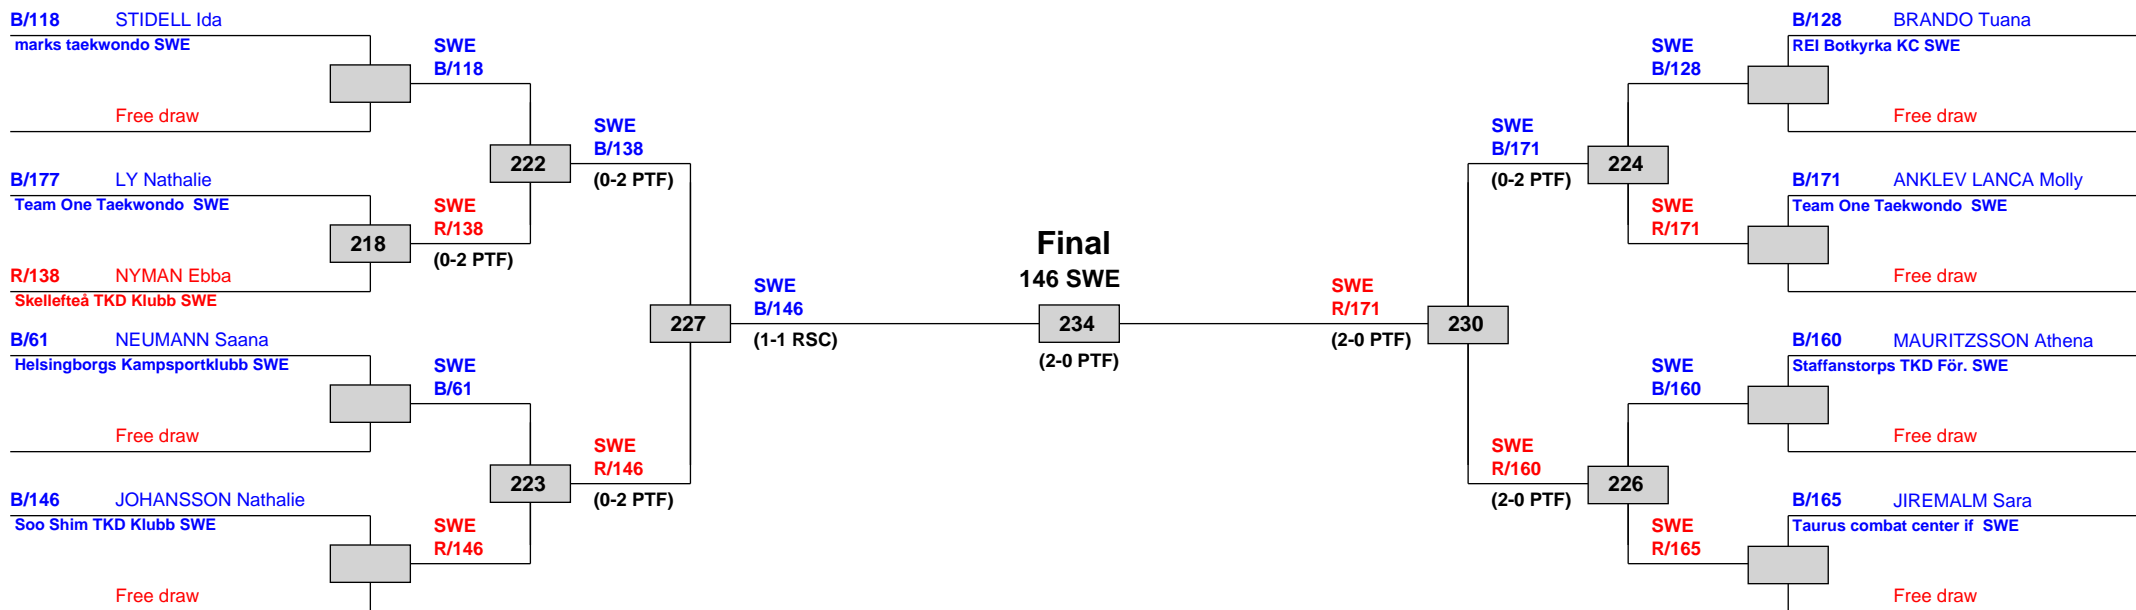 B/118 STIDELL Ida
marks taekwondo SWE
Free draw
B/177 LY Nathalie
Team One Taekwondo SWE
R/138 NYMAN Ebba
Skellefteå TKD Klubb SWE
B/61 NEUMANN Saana
Helsingborgs Kampsportklubb SWE
Free draw
B/146 JOHANSSON Nathalie
Soo Shim TKD Klubb SWE
Free draw
SWE
B/118
218
SWE
R/138
(0-2 PTF)
SWE
B/61
SWE
R/146
222
SWE
B/138
(0-2 PTF)
223
SWE
R/146
(0-2 PTF)
227
SWE
B/146
(1-1 RSC)
Final
146 SWE
234
(2-0 PTF)
SWE
R/171
(2-0 PTF)
230
SWE
B/171
(0-2 PTF)
224
SWE
R/160
(2-0 PTF)
226
SWE
B/128
SWE
R/171
SWE
B/160
SWE
R/165
B/128 BRANDO Tuana
REI Botkyrka KC SWE
Free draw
B/171 ANKLEV LANCA Molly
Team One Taekwondo SWE
Free draw
B/160 MAURITZSSON Athena
Staffanstorps TKD För. SWE
Free draw
B/165 JIREMALM Sara
Taurus combat center if SWE
Free draw